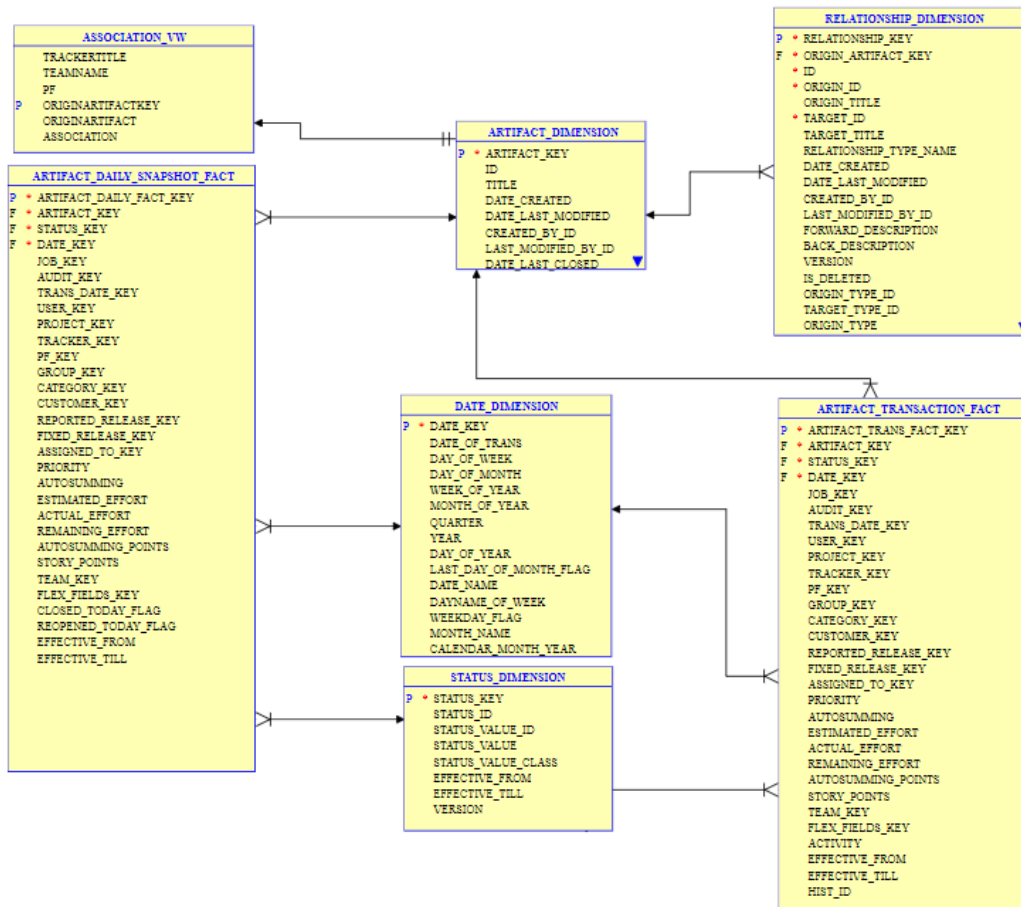 ASSOCIATION_VW
TRACKERTITLE
TEAMNAME
PF
P ORIGINARTIFACTKEY
ORIGINARTIFACT
ASSOCIATION
ARTIFACT_DAILY_SNAPSHOT_FACT
P * ARTIFACT_DAILY_FACT_KEY
F * ARTIFACT_KEY
F * STATUS_KEY
F * DATE_KEY
JOB_KEY
AUDIT_KEY
TRANS_DATE_KEY
USER_KEY
PROJECT_KEY
TRACKER_KEY
PF_KEY
GROUP_KEY
CATEGORY_KEY
CUSTOMER_KEY
REPORTED_RELEASE_KEY
FIXED_RELEASE_KEY
ASSIGNED_TO_KEY
PRIORITY
AUTOSUMMING
ESTIMATED_EFFORT
ACTUAL_EFFORT
REMAINING_EFFORT
AUTOSUMMING_POINTS
STORY_POINTS
TEAM_KEY
FLEX_FIELDS_KEY
CLOSED_TODAY_FLAG
REOPENED_TODAY_FLAG
EFFECTIVE_FROM
EFFECTIVE_TILL
ARTIFACT_DIMENSION
P * ARTIFACT_KEY
ID
TITLE
DATE_CREATED
DATE_LAST_MODIFIED
CREATED_BY_ID
LAST_MODIFIED_BY_ID
DATE_LAST_CLOSED
DATE_DIMENSION
P * DATE_KEY
DATE_OF_TRANS
DAY_OF_WEEK
DAY_OF_MONTH
WEEK_OF_YEAR
MONTH_OF_YEAR
QUARTER
YEAR
DAY_OF_YEAR
LAST_DAY_OF_MONTH_FLAG
DATE_NAME
DAYNAME_OF_WEEK
WEEKDAY_FLAG
MONTH_NAME
CALENDAR_MONTH_YEAR
STATUS_DIMENSION
P * STATUS_KEY
STATUS_ID
STATUS_VALUE_ID
STATUS_VALUE
STATUS_VALUE_CLASS
EFFECTIVE_FROM
EFFECTIVE_TILL
VERSION
RELATIONSHIP_DIMENSION
P * RELATIONSHIP_KEY
F * ORIGIN_ARTIFACT_KEY
* ID
* ORIGIN_ID
ORIGIN_TITLE
* TARGET_ID
TARGET_TITLE
RELATIONSHIP_TYPE_NAME
DATE_CREATED
DATE_LAST_MODIFIED
CREATED_BY_ID
LAST_MODIFIED_BY_ID
FORWARD_DESCRIPTION
BACK_DESCRIPTION
VERSION
IS_DELETED
ORIGIN_TYPE_ID
TARGET_TYPE_ID
ORIGIN_TYPE
ARTIFACT_TRANSACTION_FACT
P * ARTIFACT_TRANS_FACT_KEY
F * ARTIFACT_KEY
F * STATUS_KEY
F * DATE_KEY
JOB_KEY
AUDIT_KEY
TRANS_DATE_KEY
USER_KEY
PROJECT_KEY
TRACKER_KEY
PF_KEY
GROUP_KEY
CATEGORY_KEY
CUSTOMER_KEY
REPORTED_RELEASE_KEY
FIXED_RELEASE_KEY
ASSIGNED_TO_KEY
PRIORITY
AUTOSUMMING
ESTIMATED_EFFORT
ACTUAL_EFFORT
REMAINING_EFFORT
AUTOSUMMING_POINTS
STORY_POINTS
TEAM_KEY
FLEX_FIELDS_KEY
ACTIVITY
EFFECTIVE_FROM
EFFECTIVE_TILL
HIST_ID